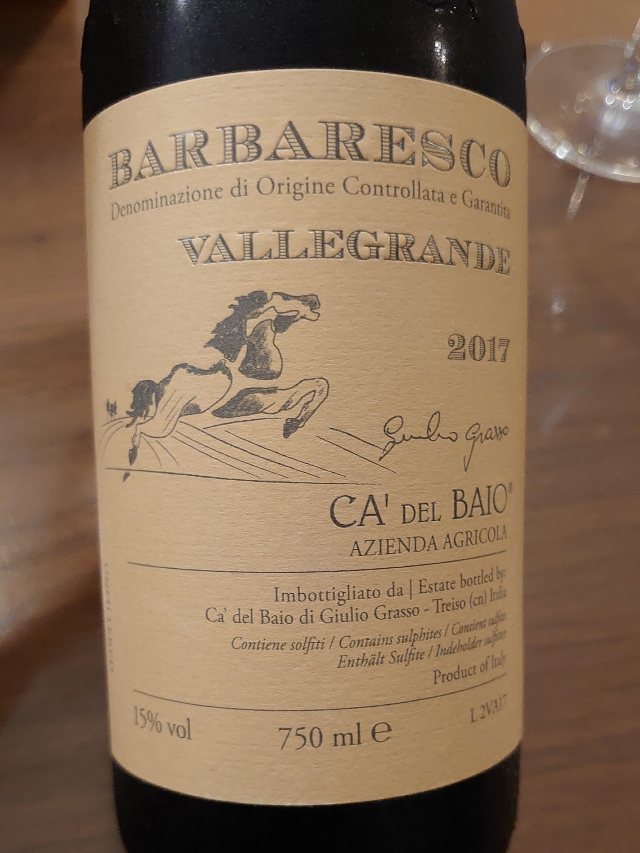 BARBARESCO
Denominazione di Origine Controllata e Garantita
VALLEGRANDE
2017
Giulio Grasso
CA' DEL BAIO®
AZIENDA AGRICOLA
Imbottigliato da | Estate bottled by:
Ca' del Baio di Giulio Grasso - Treiso (cn) Italia
Contiene solfiti / Contains sulphites / Contient sulfites
Enthält Sulfite / Indeholder sulfitter
Product of Italy
15% vol
750 ml ℮
L 2VA17